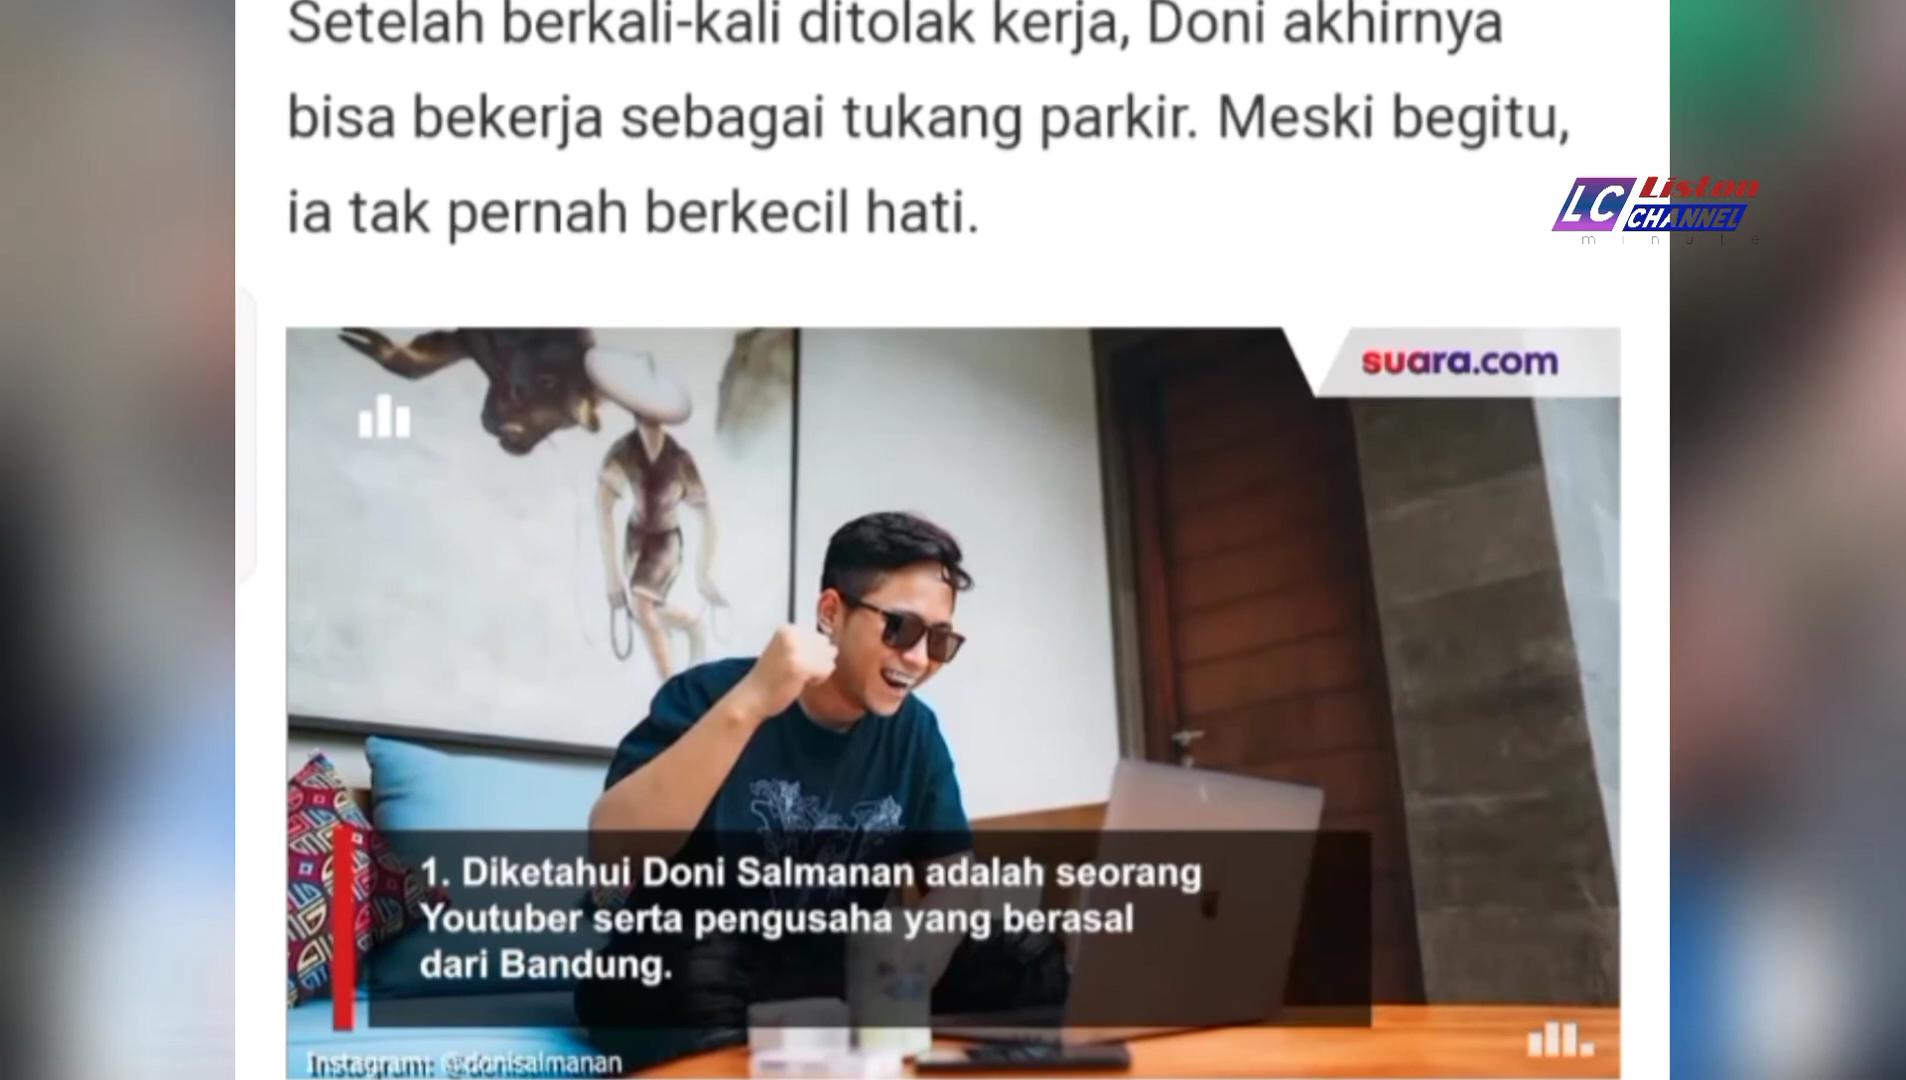 Setelah berkali-kali ditolak kerja, Doni akhirnya
bisa bekerja sebagai tukang parkir. Meski begitu,
ia tak pernah berkecil hati.
LC Liston
CHANNEL
minute
suara.com
1. Diketahui Doni Salmanan adalah seorang
Youtuber serta pengusaha yang berasal
dari Bandung.
Instagram: @donisalmanan